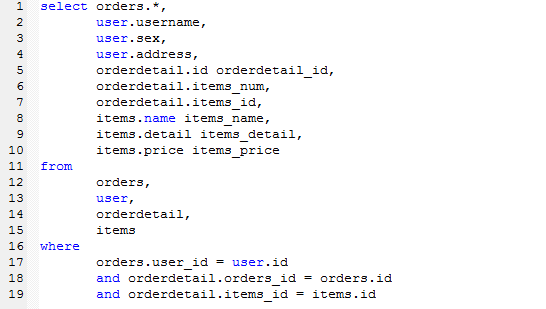 1 select orders.*,
2 user.username,
3 user.sex,
4 user.address,
5 orderdetail.id orderdetail_id,
6 orderdetail.items_num,
7 orderdetail.items_id,
8 items.name items_name,
9 items.detail items_detail,
10 items.price items_price
11 from
12 orders,
13 user,
14 orderdetail,
15 items
16 where
17 orders.user_id = user.id
18 and orderdetail.orders_id = orders.id
19 and orderdetail.items_id = items.id